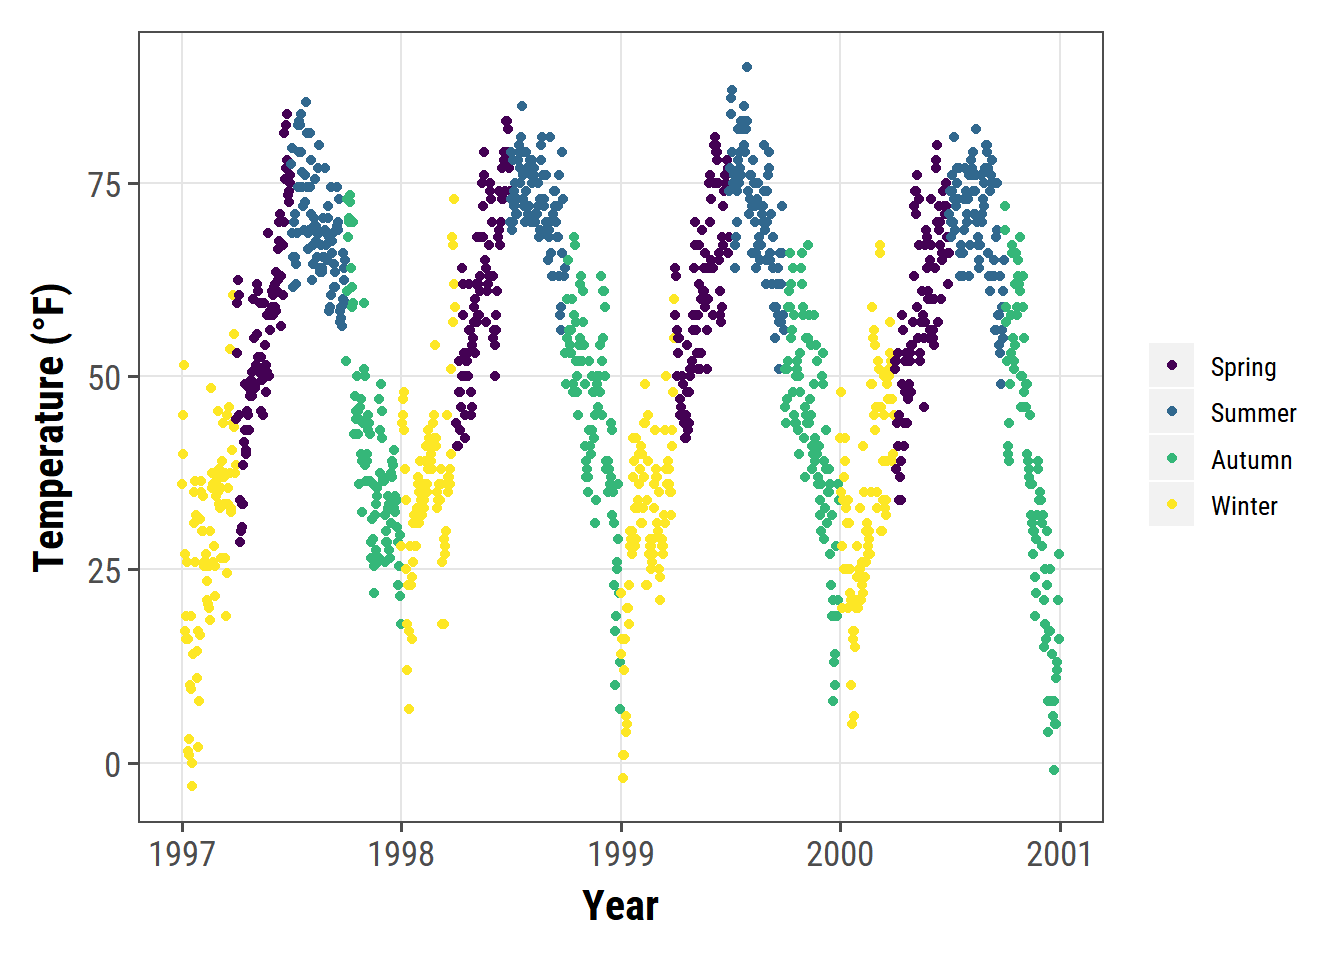 Temperature (°F)
75
50
25
0
1997 1998 1999 2000 2001
Year
Spring
Summer
Autumn
Winter